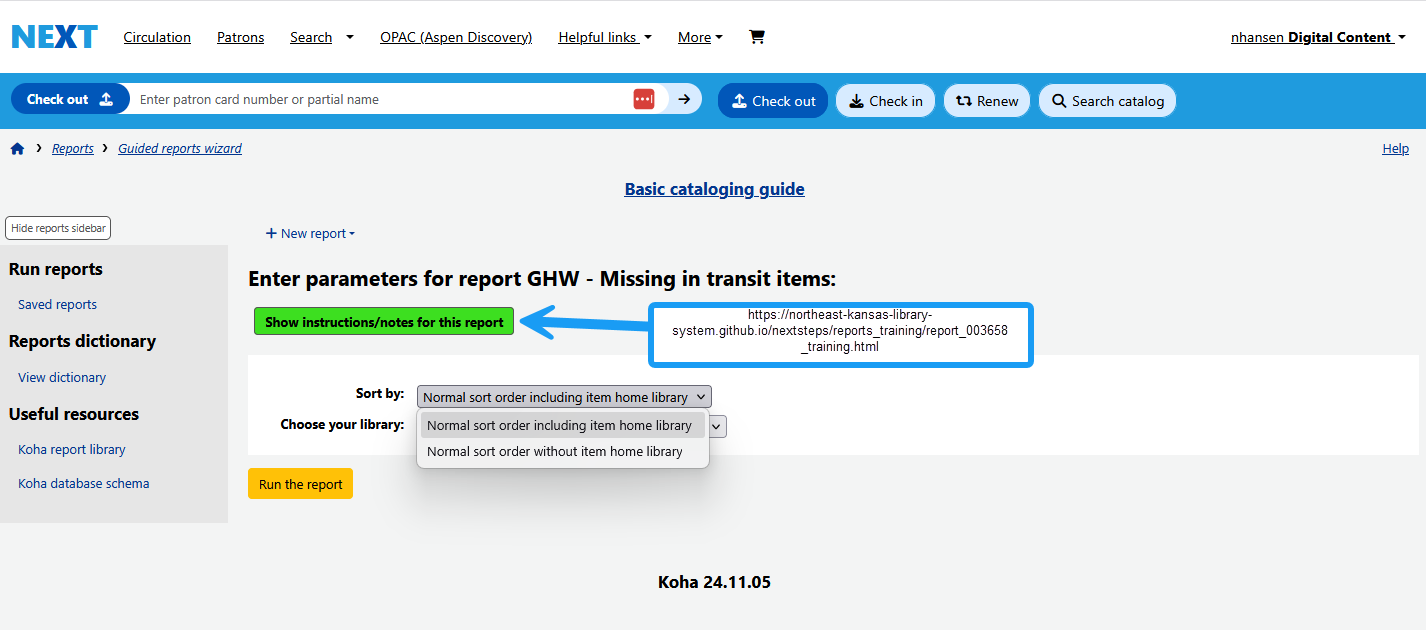 NEXT Circulation Patrons Search OPAC (Aspen Discovery) Helpful links More nhansen Digital Content
Check out Enter patron card number or partial name Check out Check in Renew Search catalog
Reports Guided reports wizard Help
Basic cataloging guide
Hide reports sidebar
+ New report
Run reports
Saved reports
Reports dictionary
View dictionary
Useful resources
Koha report library
Koha database schema
Enter parameters for report GHW - Missing in transit items:
Show instructions/notes for this report
https://northeast-kansas-library-
system.github.io/nextsteps/reports_training/report_003658
_training.html
Sort by: Normal sort order including item home library
Choose your library:
Normal sort order including item home library
Normal sort order without item home library
Run the report
Koha 24.11.05